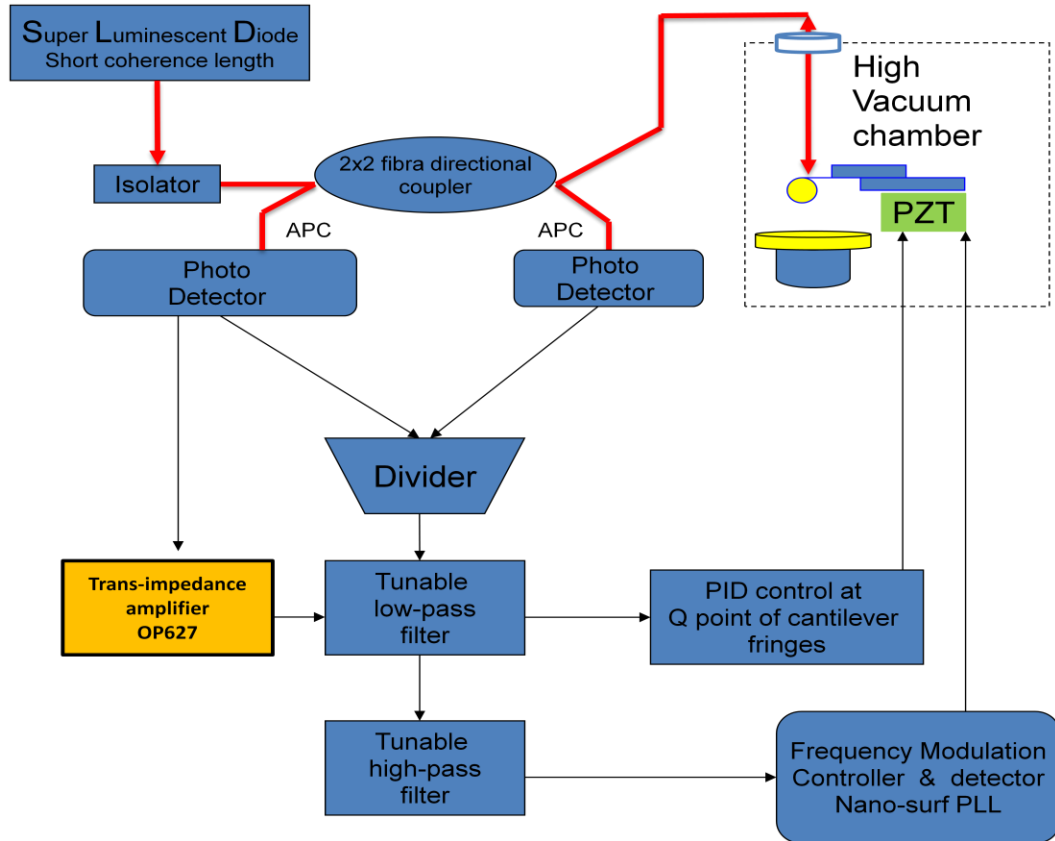 Super Luminescent Diode
Short coherence length
High
Vacuum
chamber
2x2 fibra directional
coupler
Isolator
PZT
APC
APC
Photo
Detector
Photo
Detector
Divider
Trans-impedance
amplifier
OP627
Tunable
low-pass
filter
PID control at
Q point of cantilever
fringes
Tunable
high-pass
filter
Frequency Modulation
Controller & detector
Nano-surf PLL